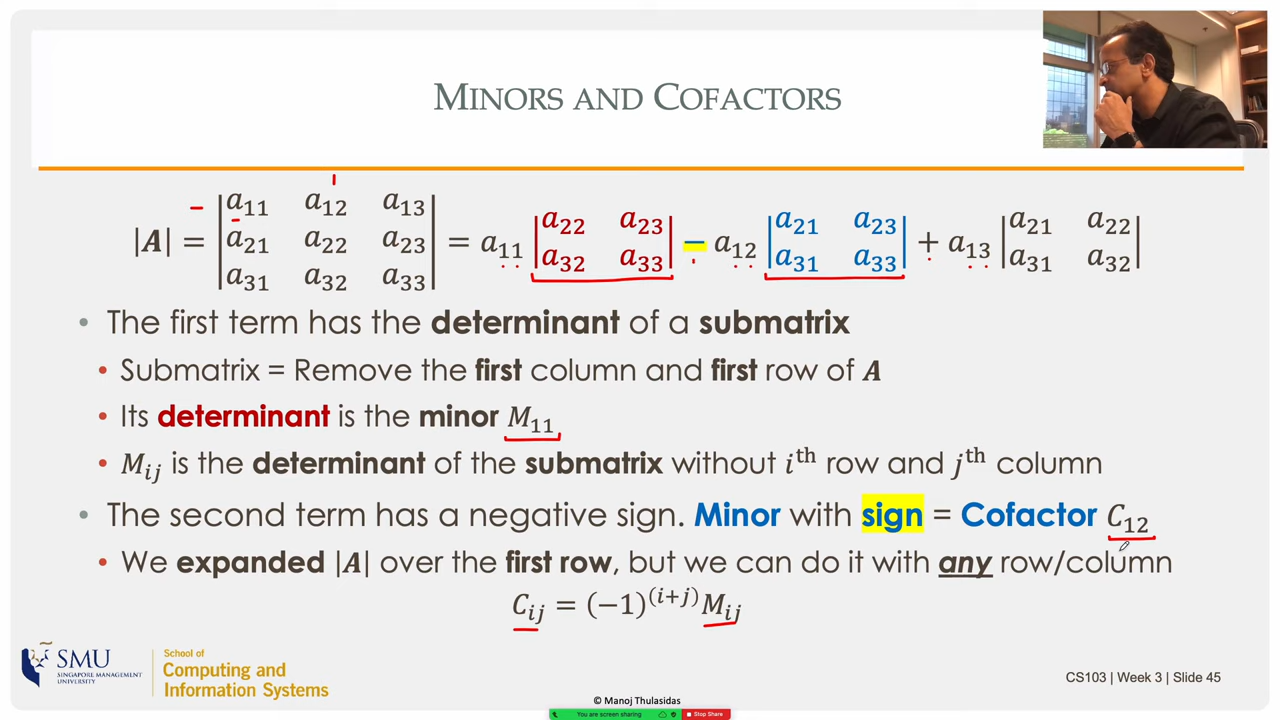 MINORS AND COFACTORS
|A| = |a₁₁ a₁₂ a₁₃| = a₁₁ |a₂₂ a₂₃| − a₁₂ |a₂₁ a₂₃| + a₁₃ |a₂₁ a₂₂|
|a₂₁ a₂₂ a₂₃| |a₃₂ a₃₃| |a₃₁ a₃₃| |a₃₁ a₃₂|
|a₃₁ a₃₂ a₃₃|
• The first term has the determinant of a submatrix
• Submatrix = Remove the first column and first row of A
• Its determinant is the minor M₁₁
• Mᵢⱼ is the determinant of the submatrix without iᵗʰ row and jᵗʰ column
• The second term has a negative sign. Minor with sign = Cofactor C₁₂
• We expanded |A| over the first row, but we can do it with any row/column
Cᵢⱼ = (−1)⁽ⁱ⁺ʲ⁾Mᵢⱼ
SMU
SINGAPORE MANAGEMENT
UNIVERSITY
School of
Computing and
Information Systems
CS103 | Week 3 | Slide 45
© Manoj Thulasidas
You are screen sharing
Stop Share